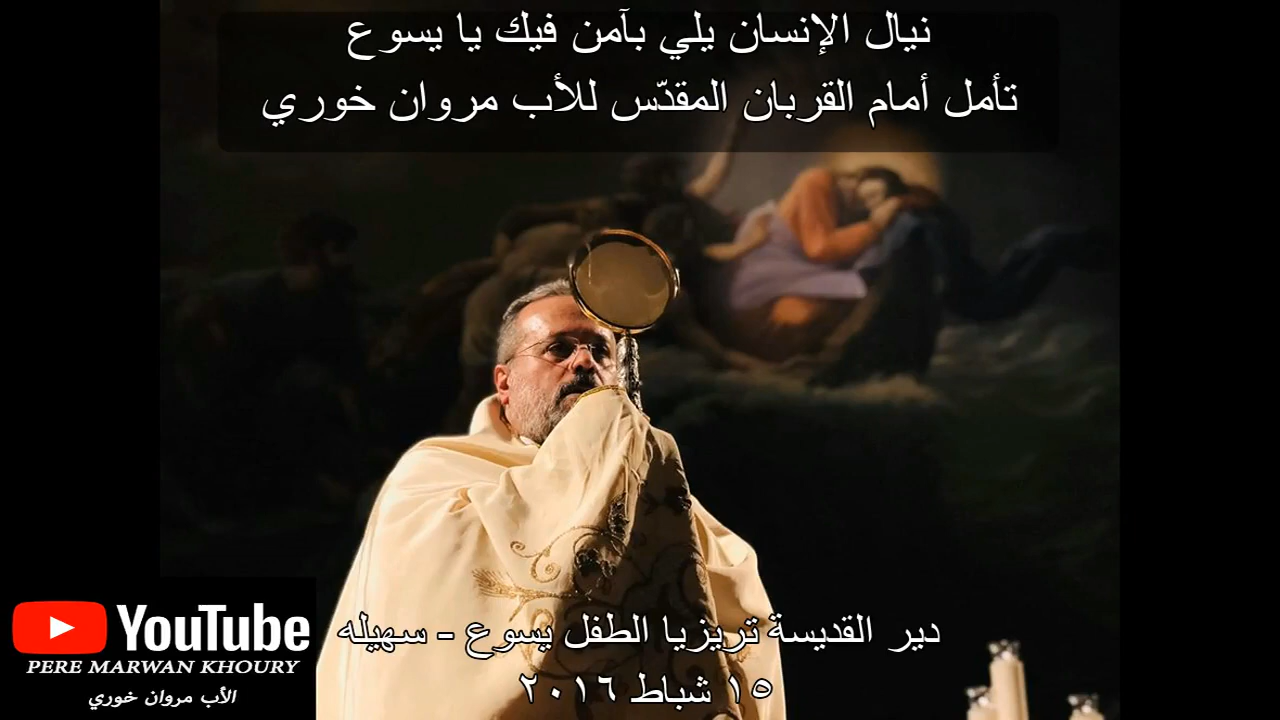 نيال الإنسان يلي بآمن فيك يا يسوع
تأمل أمام القربان المقدّس للأب مروان خوري
دير القديسة تريزيا الطفل يسوع - سهيله
١٥ شباط ٢٠١٦
YouTube
PERE MARWAN KHOURY
الأب مروان خوري